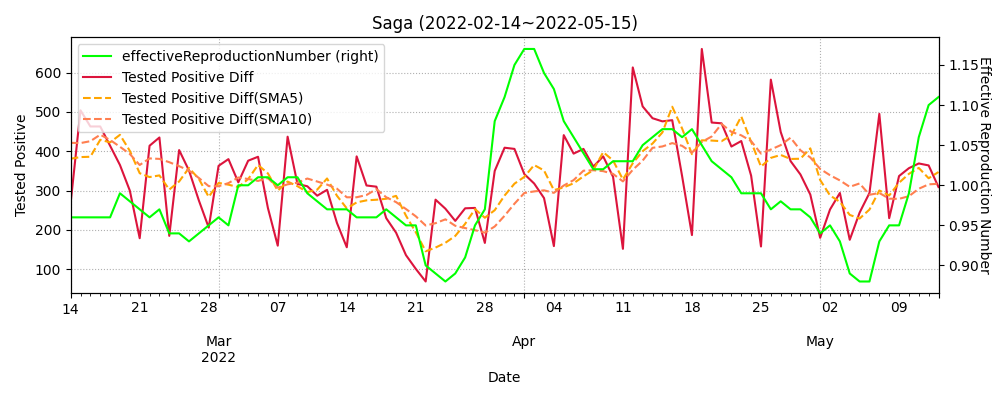 Saga (2022-02-14~2022-05-15)
effectiveReproductionNumber (right)
Tested Positive Diff
Tested Positive Diff(SMA5)
Tested Positive Diff(SMA10)
Tested Positive
600
500
400
300
200
100
1.15
1.10
1.05
1.00
0.95
0.90
Effective Reproduction Number
14 21 28 07 14 21 28 04 11 18 25 02 09
Mar Apr May
2022
Date